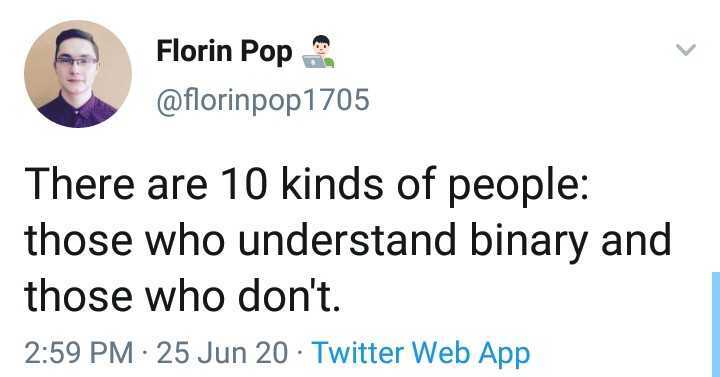 Florin Pop 👨🏻‍💻
@florinpop1705
There are 10 kinds of people:
those who understand binary and
those who don't.
2:59 PM · 25 Jun 20 · Twitter Web App